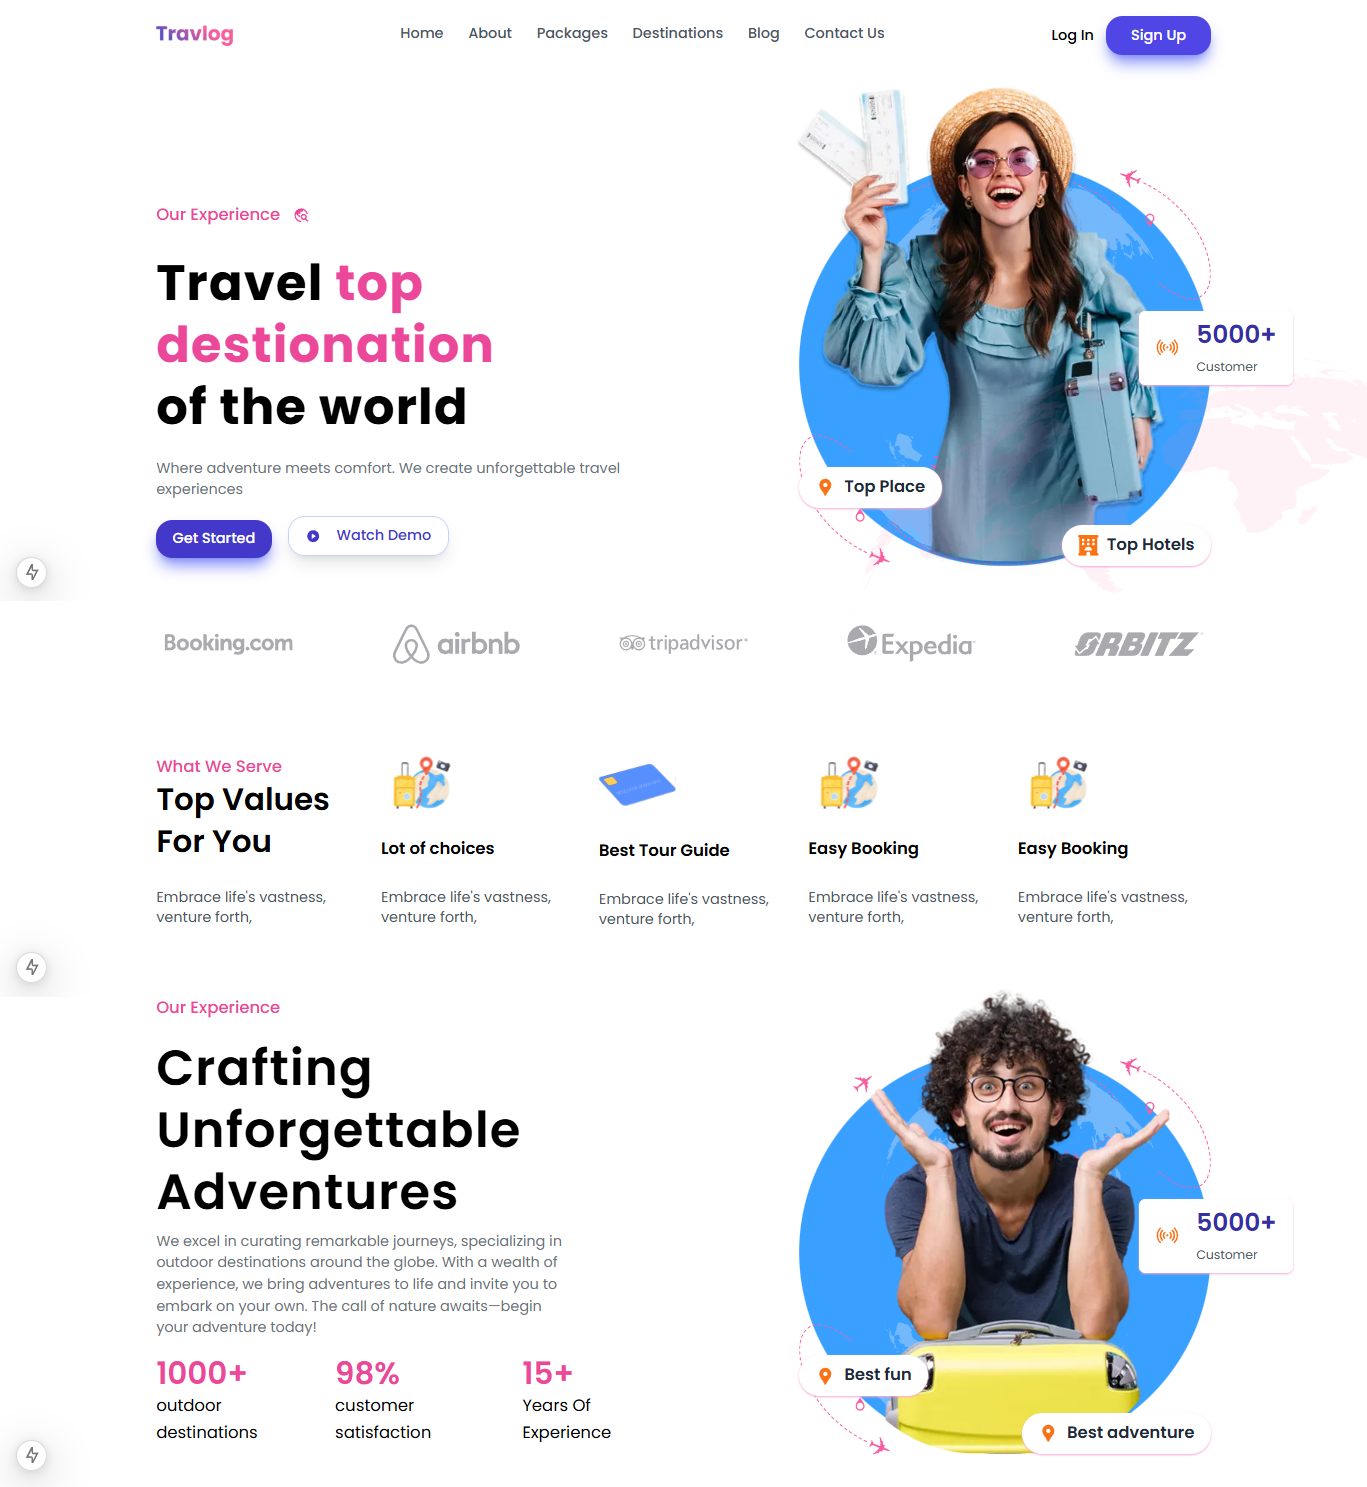 Travlog
Home About Packages Destinations Blog Contact Us
Log In
Sign Up
Our Experience
Travel top
destionation
of the world
Where adventure meets comfort. We create unforgettable travel
experiences
Get Started
Watch Demo
5000+
Customer
Top Place
Top Hotels
Booking.com
airbnb
tripadvisor
Expedia
ORBITZ
What We Serve
Top Values
For You
Embrace life's vastness,
venture forth,
Lot of choices
Embrace life's vastness,
venture forth,
Best Tour Guide
Embrace life's vastness,
venture forth,
Easy Booking
Embrace life's vastness,
venture forth,
Easy Booking
Embrace life's vastness,
venture forth,
Our Experience
Crafting
Unforgettable
Adventures
We excel in curating remarkable journeys, specializing in
outdoor destinations around the globe. With a wealth of
experience, we bring adventures to life and invite you to
embark on your own. The call of nature awaits—begin
your adventure today!
1000+
outdoor
destinations
98%
customer
satisfaction
15+
Years Of
Experience
5000+
Customer
Best fun
Best adventure